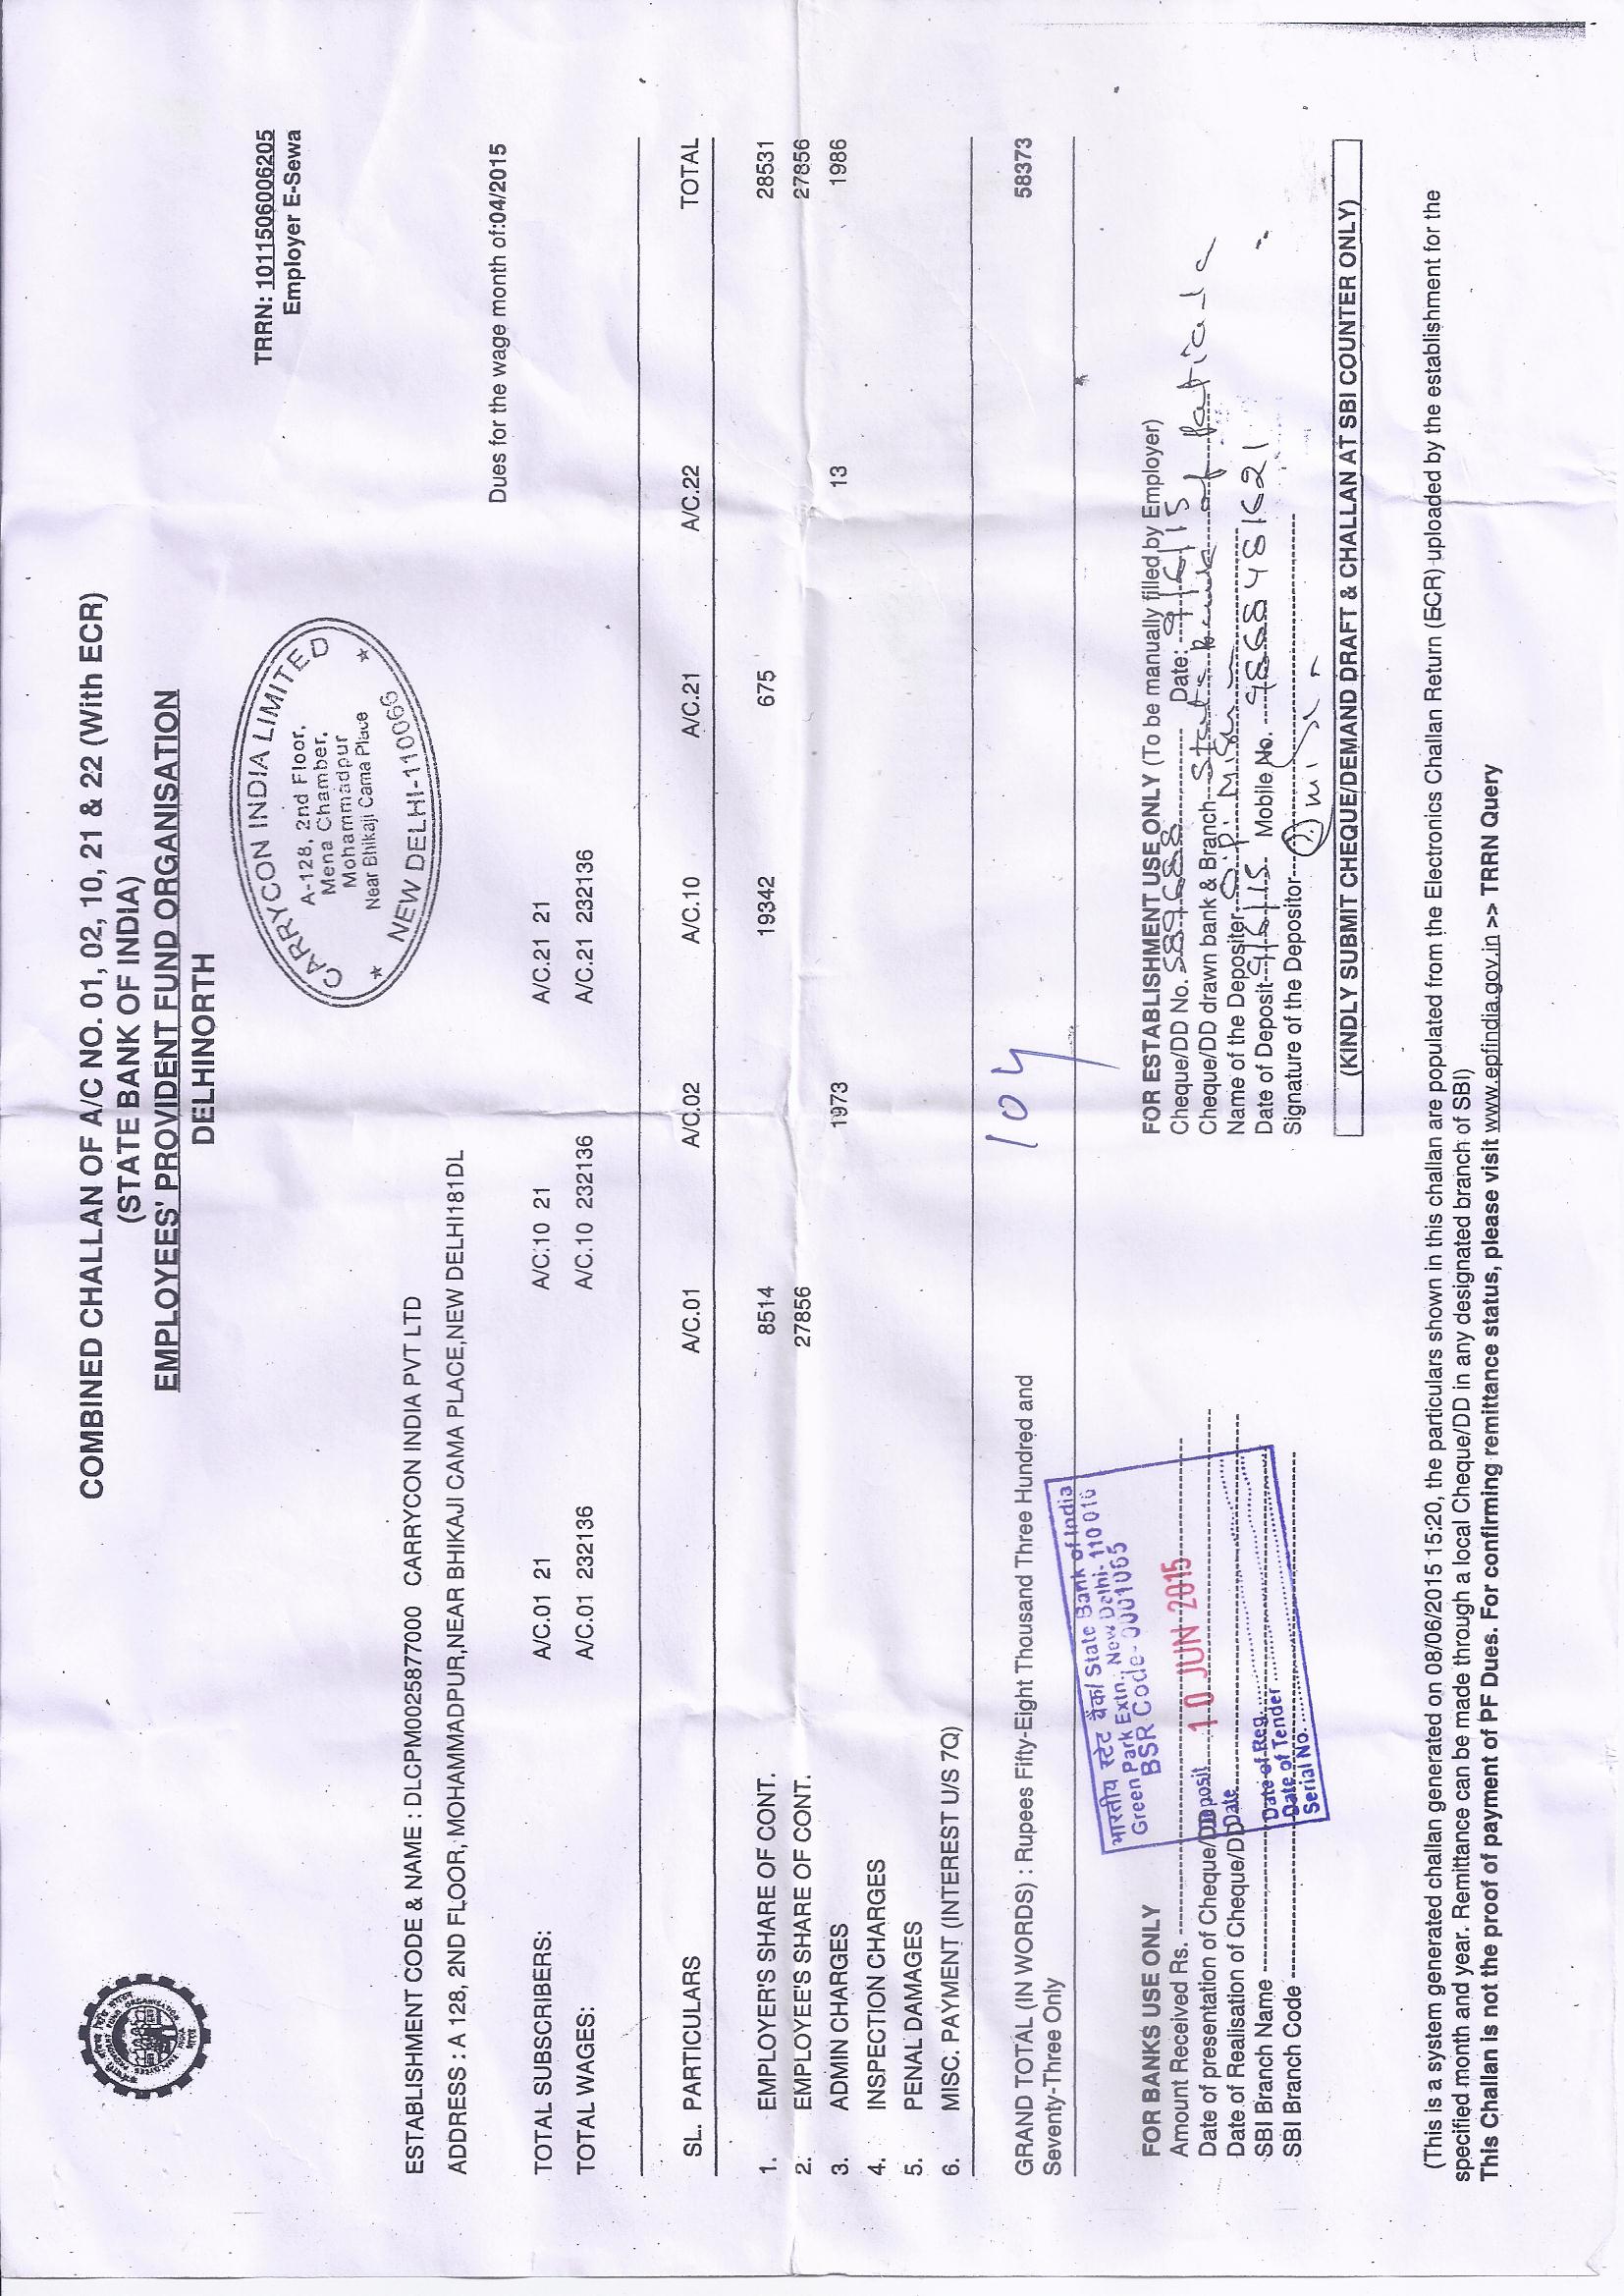 COMBINED CHALLAN OF A/C NO. 01, 02, 10, 21 & 22 (With ECR)
(STATE BANK OF INDIA)
EMPLOYEES' PROVIDENT FUND ORGANISATION
DELHINORTH
TRRN: 1011506006205
Employer E-Sewa
CARRYCON INDIA LIMITED
A-128, 2nd Floor,
Mena Chamber,
Mohammadpur
Near Bhikaji Cama Place
NEW DELHI-110066
ESTABLISHMENT CODE & NAME : DLCPM0025877000 CARRYCON INDIA PVT LTD
ADDRESS : A 128, 2ND FLOOR, MOHAMMADPUR,NEAR BHIKAJI CAMA PLACE,NEW DELHI181DL
Dues for the wage month of:04/2015
TOTAL SUBSCRIBERS: A/C.01 21 A/C.10 21 A/C.21 21
TOTAL WAGES: A/C.01 232136 A/C.10 232136 A/C.21 232136
SL. PARTICULARS A/C.01 A/C.02 A/C.10 A/C.21 A/C.22 TOTAL
1. EMPLOYER'S SHARE OF CONT. 8514 19342 675 28531
2. EMPLOYEE'S SHARE OF CONT. 27856 27856
3. ADMIN CHARGES 1973 13 1986
4. INSPECTION CHARGES
5. PENAL DAMAGES
6. MISC. PAYMENT (INTEREST U/S 7Q)
GRAND TOTAL (IN WORDS) : Rupees Fifty-Eight Thousand Three Hundred and 58373
Seventy-Three Only
104
FOR BANKS USE ONLY
Amount Received Rs.
Date of presentation of Cheque/DD
Date of Realisation of Cheque/DD
SBI Branch Name
SBI Branch Code
भारतीय स्टेट बैंक/ State Bank of India
Green Park Extn., New Delhi-110 016
BSR Code-0001065
Deposit 10 JUN 2015
Date
Date of Reg.
Date of Tender
Serial No.
FOR ESTABLISHMENT USE ONLY (To be manually filled by Employer)
Cheque/DD No. 589688 Date: 9/6/15
Cheque/DD drawn bank & Branch State Bank of Patiala
Name of the Depositer O.P. Mishra
Date of Deposit 9/6/15 Mobile No. 9868481621
Signature of the Depositor
(KINDLY SUBMIT CHEQUE/DEMAND DRAFT & CHALLAN AT SBI COUNTER ONLY)
(This is a system generated challan generated on 08/06/2015 15:20, the particulars shown in this challan are populated from the Electronics Challan Return (ECR) uploaded by the establishment for the
specified month and year. Remittance can be made through a local Cheque/DD in any designated branch of SBI)
This Challan is not the proof of payment of PF Dues. For confirming remittance status, please visit www.epfindia.gov.in >> TRRN Query